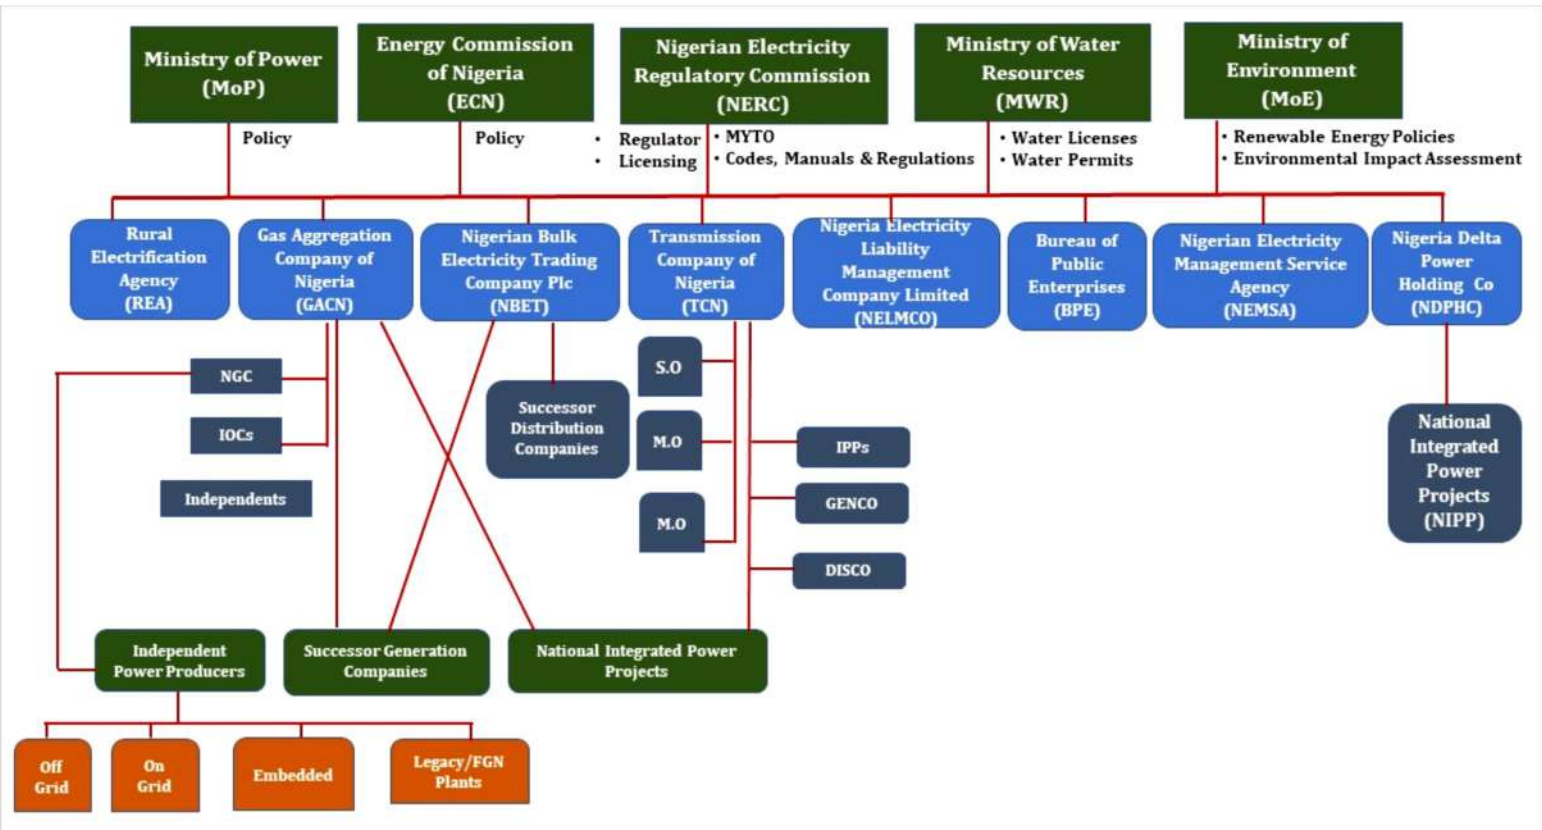 Ministry of Power
(MoP)
Energy Commission
of Nigeria
(ECN)
Nigerian Electricity
Regulatory Commission
(NERC)
Ministry of Water
Resources
(MWR)
Ministry of
Environment
(MoE)
Policy
Policy
• Regulator
• Licensing
• MYTO
• Codes, Manuals & Regulations
• Water Licenses
• Water Permits
• Renewable Energy Policies
• Environmental Impact Assessment
Rural
Electrification
Agency
(REA)
Gas Aggregation
Company of
Nigeria
(GACN)
Nigerian Bulk
Electricity Trading
Company Plc
(NBET)
Transmission
Company of
Nigeria
(TCN)
Nigeria Electricity
Liability
Management
Company Limited
(NELMCO)
Bureau of
Public
Enterprises
(BPE)
Nigerian Electricity
Management Service
Agency
(NEMSA)
Nigeria Delta
Power
Holding Co
(NDPHC)
NGC
IOCs
Independents
Successor
Distribution
Companies
S.O
M.O
M.O
IPPs
GENCO
DISCO
National
Integrated
Power
Projects
(NIPP)
Independent
Power Producers
Successor Generation
Companies
National Integrated Power
Projects
Off
Grid
On
Grid
Embedded
Legacy/FGN
Plants